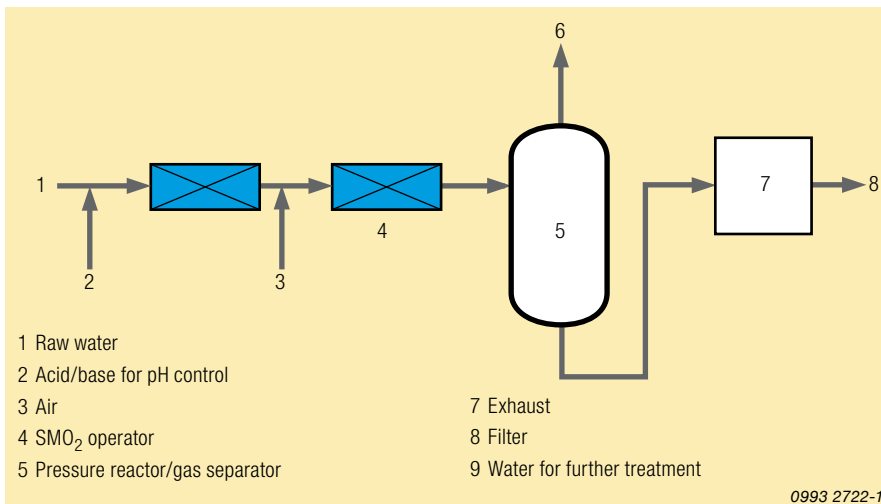 6
1
4
5
7
8
2
3
1 Raw water
2 Acid/base for pH control
3 Air
4 SMO₂ operator
5 Pressure reactor/gas separator
7 Exhaust
8 Filter
9 Water for further treatment
0993 2722-1